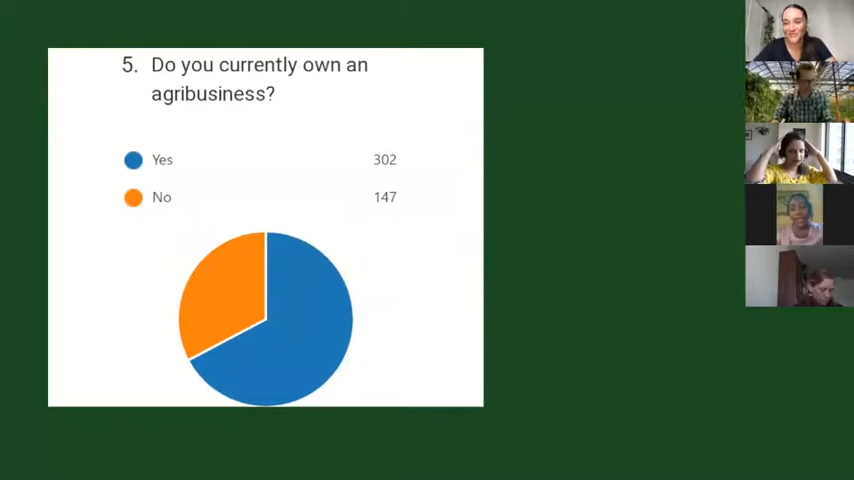 5. Do you currently own an
agribusiness?
Yes 302
No 147